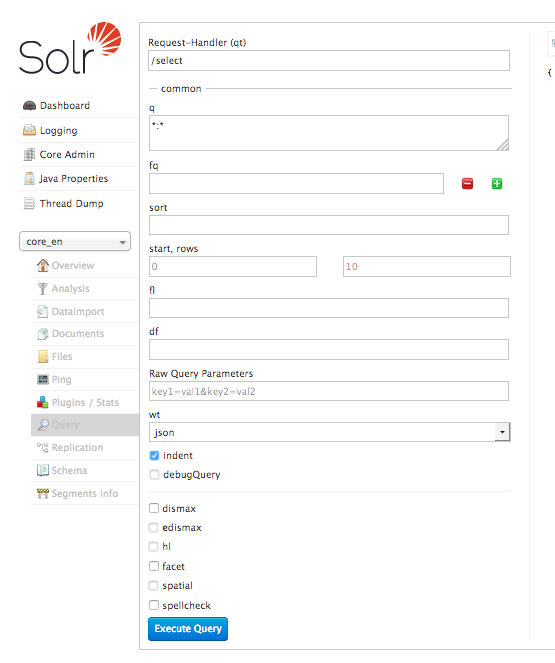 Solr
Dashboard
Logging
Core Admin
Java Properties
Thread Dump
core_en
Overview
Analysis
Dataimport
Documents
Files
Ping
Plugins / Stats
Query
Replication
Schema
Segments info
Request-Handler (qt)
/select
common
q
*:*
fq
sort
start, rows
0 10
fl
df
Raw Query Parameters
key1=val1&key2=val2
wt
json
indent
debugQuery
dismax
edismax
hl
facet
spatial
spellcheck
Execute Query
{